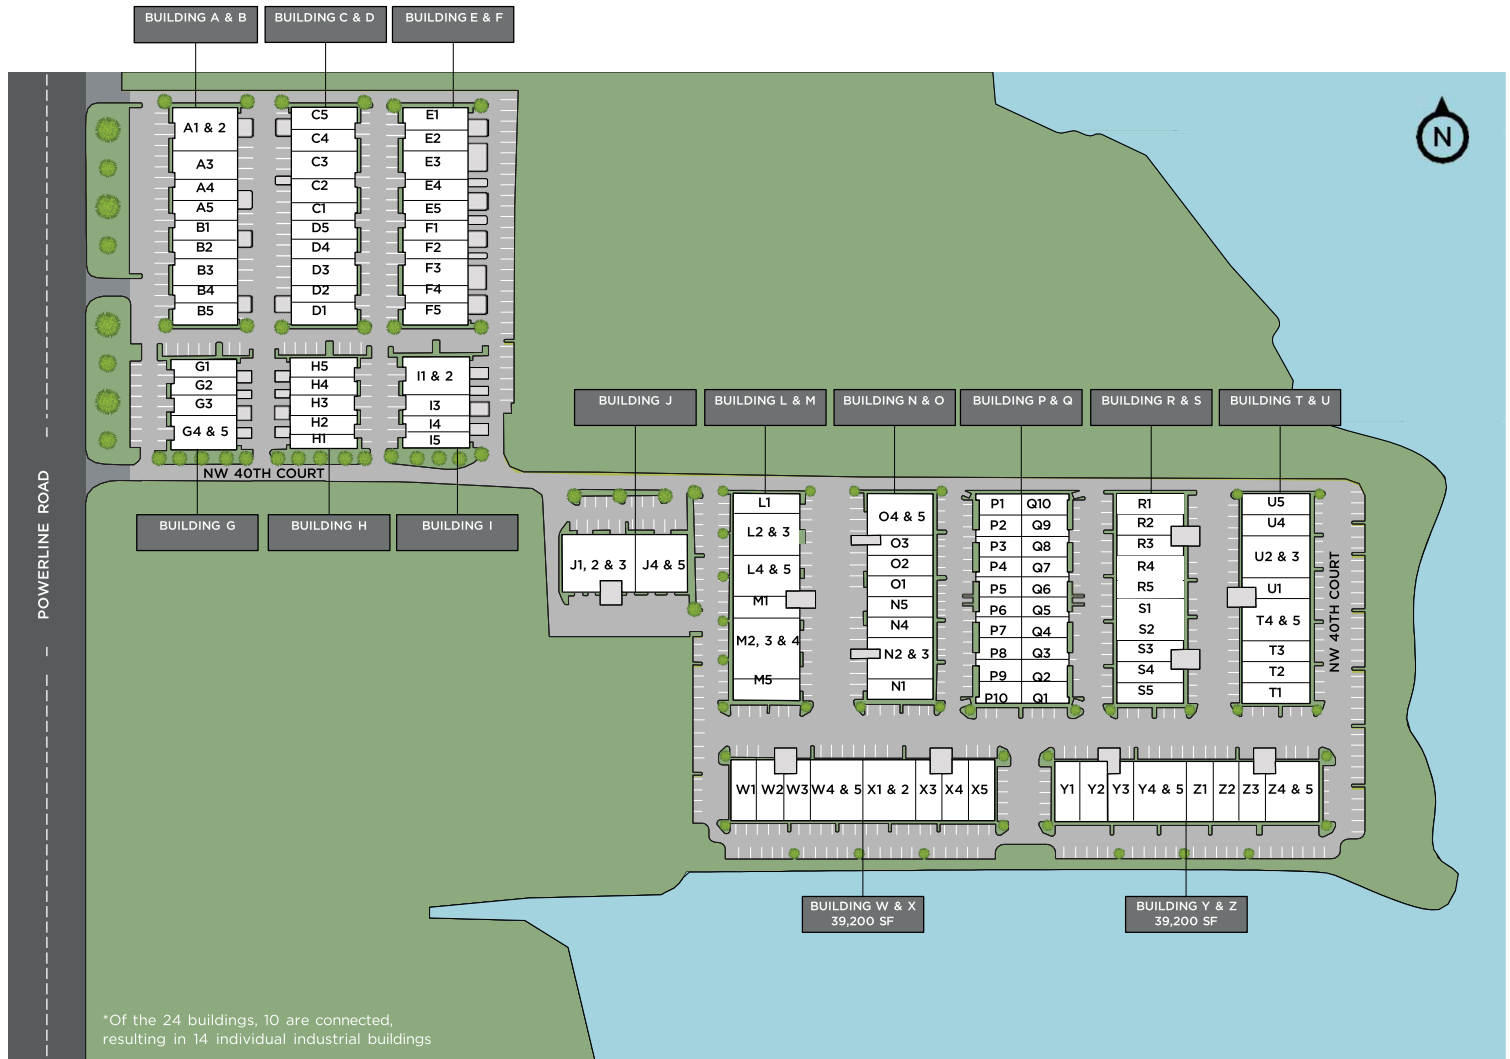 BUILDING A & B
BUILDING C & D
BUILDING E & F
N
A1 & 2
A3
A4
A5
B1
B2
B3
B4
B5
C5
C4
C3
C2
C1
D5
D4
D3
D2
D1
E1
E2
E3
E4
E5
F1
F2
F3
F4
F5
G1
G2
G3
G4 & 5
H5
H4
H3
H2
H1
I1 & 2
I3
I4
I5
NW 40TH COURT
BUILDING G
BUILDING H
BUILDING I
POWERLINE ROAD
BUILDING J
BUILDING L & M
BUILDING N & O
BUILDING P & Q
BUILDING R & S
BUILDING T & U
J1, 2 & 3
J4 & 5
L1
L2 & 3
L4 & 5
M1
M2, 3 & 4
M5
O4 & 5
O3
O2
O1
N5
N4
N2 & 3
N1
P1 Q10
P2 Q9
P3 Q8
P4 Q7
P5 Q6
P6 Q5
P7 Q4
P8 Q3
P9 Q2
P10 Q1
R1
R2
R3
R4
R5
S1
S2
S3
S4
S5
U5
U4
U2 & 3
U1
T4 & 5
T3
T2
T1
NW 40TH COURT
W1 W2 W3 W4 & 5 X1 & 2 X3 X4 X5
Y1 Y2 Y3 Y4 & 5 Z1 Z2 Z3 Z4 & 5
BUILDING W & X
39,200 SF
BUILDING Y & Z
39,200 SF
*Of the 24 buildings, 10 are connected,
resulting in 14 individual industrial buildings